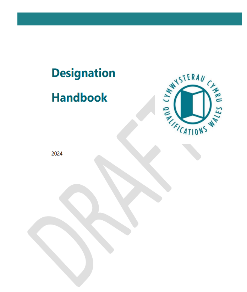 Designation
Handbook
CYMWYSTERAU CYMRU
QUALIFICATIONS WALES
2024
DRAFT